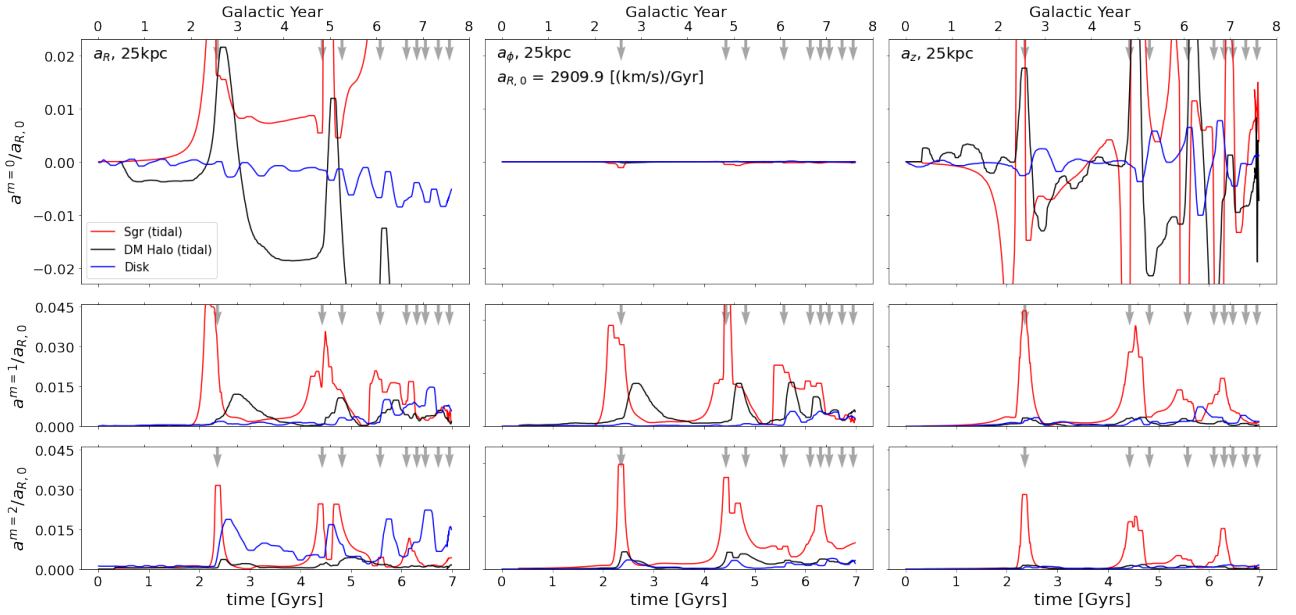 Galactic Year Galactic Year Galactic Year
0 1 2 3 4 5 6 7 8 0 1 2 3 4 5 6 7 8 0 1 2 3 4 5 6 7 8
a_R, 25kpc a_ϕ, 25kpc a_z, 25kpc
a_{R,0} = 2909.9 [(km/s)/Gyr]
0.02
0.01
0.00
−0.01
−0.02
a^{m=0}/a_{R,0}
Sgr (tidal)
DM Halo (tidal)
Disk
0.045
0.030
0.015
0.000
a^{m=1}/a_{R,0}
0.045
0.030
0.015
0.000
a^{m=2}/a_{R,0}
0 1 2 3 4 5 6 7 0 1 2 3 4 5 6 7 0 1 2 3 4 5 6 7
time [Gyrs] time [Gyrs] time [Gyrs]